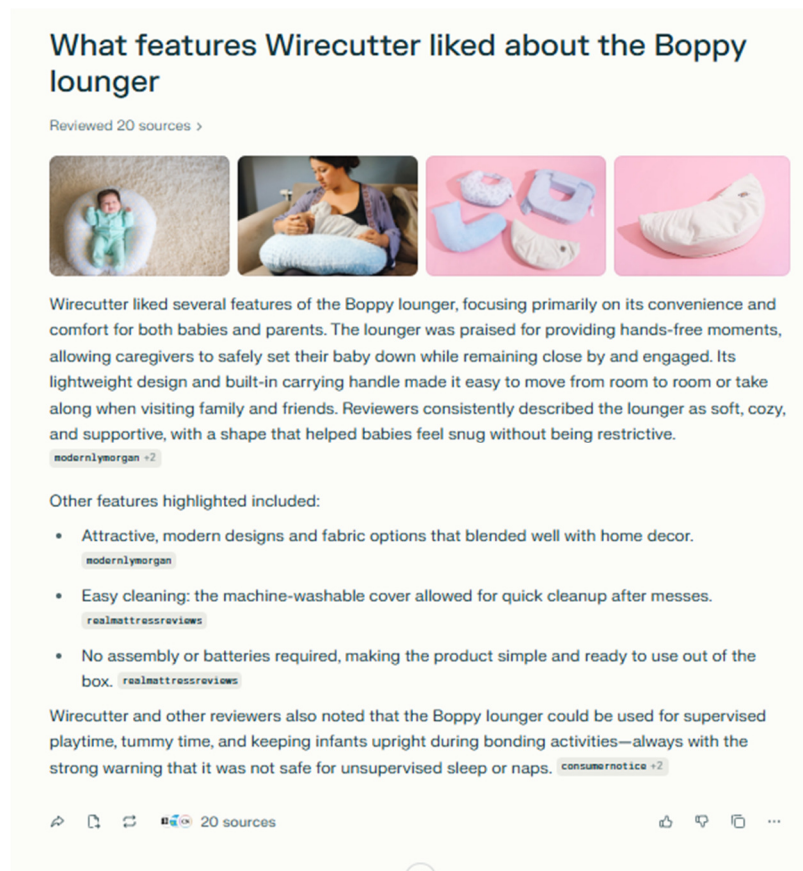 What features Wirecutter liked about the Boppy
lounger
Reviewed 20 sources >
Wirecutter liked several features of the Boppy lounger, focusing primarily on its convenience and
comfort for both babies and parents. The lounger was praised for providing hands-free moments,
allowing caregivers to safely set their baby down while remaining close by and engaged. Its
lightweight design and built-in carrying handle made it easy to move from room to room or take
along when visiting family and friends. Reviewers consistently described the lounger as soft, cozy,
and supportive, with a shape that helped babies feel snug without being restrictive.
modernlymorgan +2
Other features highlighted included:
• Attractive, modern designs and fabric options that blended well with home decor.
modernlymorgan
• Easy cleaning: the machine-washable cover allowed for quick cleanup after messes.
realmattressreviews
• No assembly or batteries required, making the product simple and ready to use out of the
box. realmattressreviews
Wirecutter and other reviewers also noted that the Boppy lounger could be used for supervised
playtime, tummy time, and keeping infants upright during bonding activities—always with the
strong warning that it was not safe for unsupervised sleep or naps. consumernotice +2
20 sources